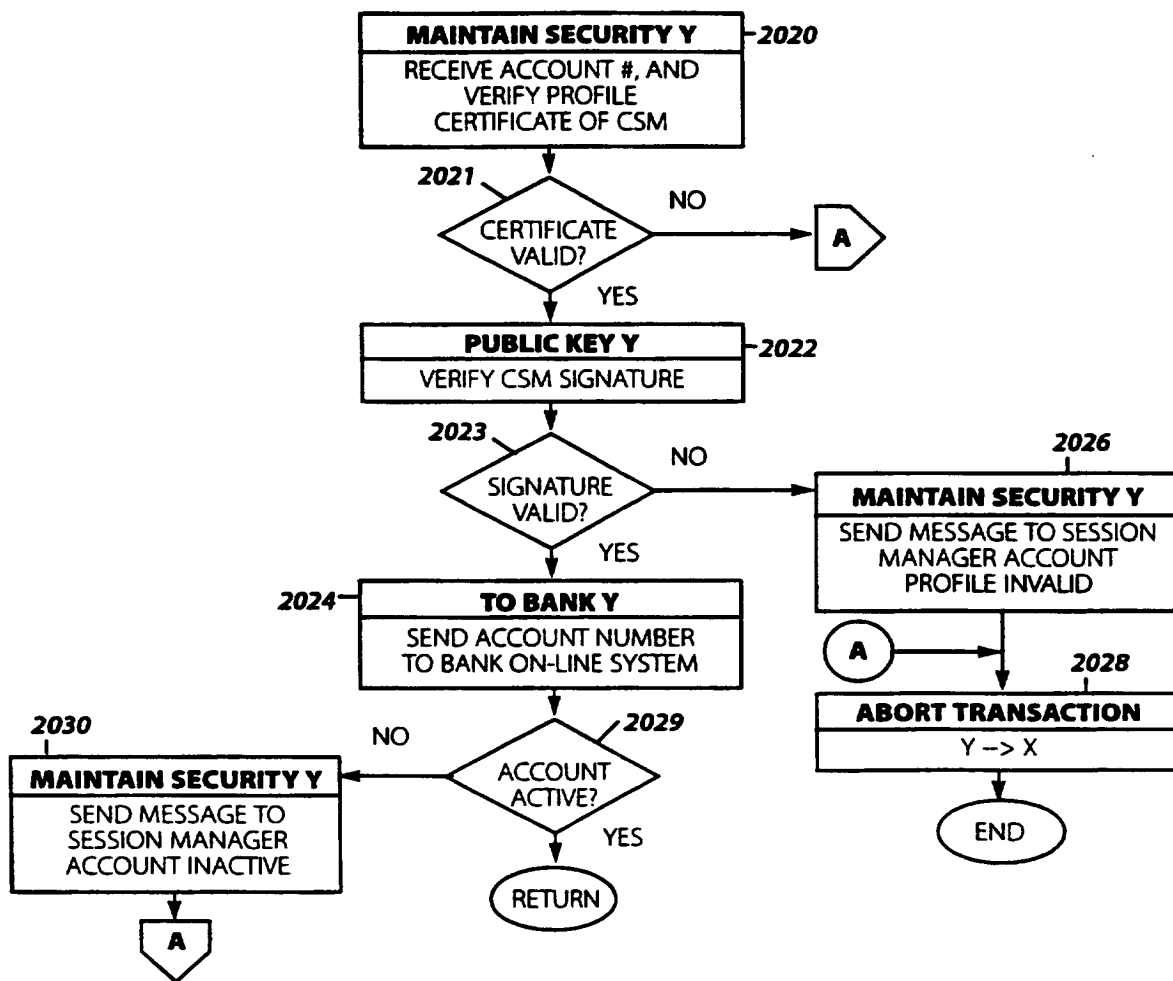 MAINTAIN SECURITY Y
2020
RECEIVE ACCOUNT #, AND
VERIFY PROFILE
CERTIFICATE OF CSM
2021
CERTIFICATE
VALID?
NO
A
YES
PUBLIC KEY Y
2022
VERIFY CSM SIGNATURE
2023
SIGNATURE
VALID?
NO
YES
2026
MAINTAIN SECURITY Y
SEND MESSAGE TO SESSION
MANAGER ACCOUNT
PROFILE INVALID
2024
TO BANK Y
SEND ACCOUNT NUMBER
TO BANK ON-LINE SYSTEM
A
2028
ABORT TRANSACTION
Y --> X
END
2029
ACCOUNT
ACTIVE?
NO
YES
2030
MAINTAIN SECURITY Y
SEND MESSAGE TO
SESSION MANAGER
ACCOUNT INACTIVE
RETURN
A